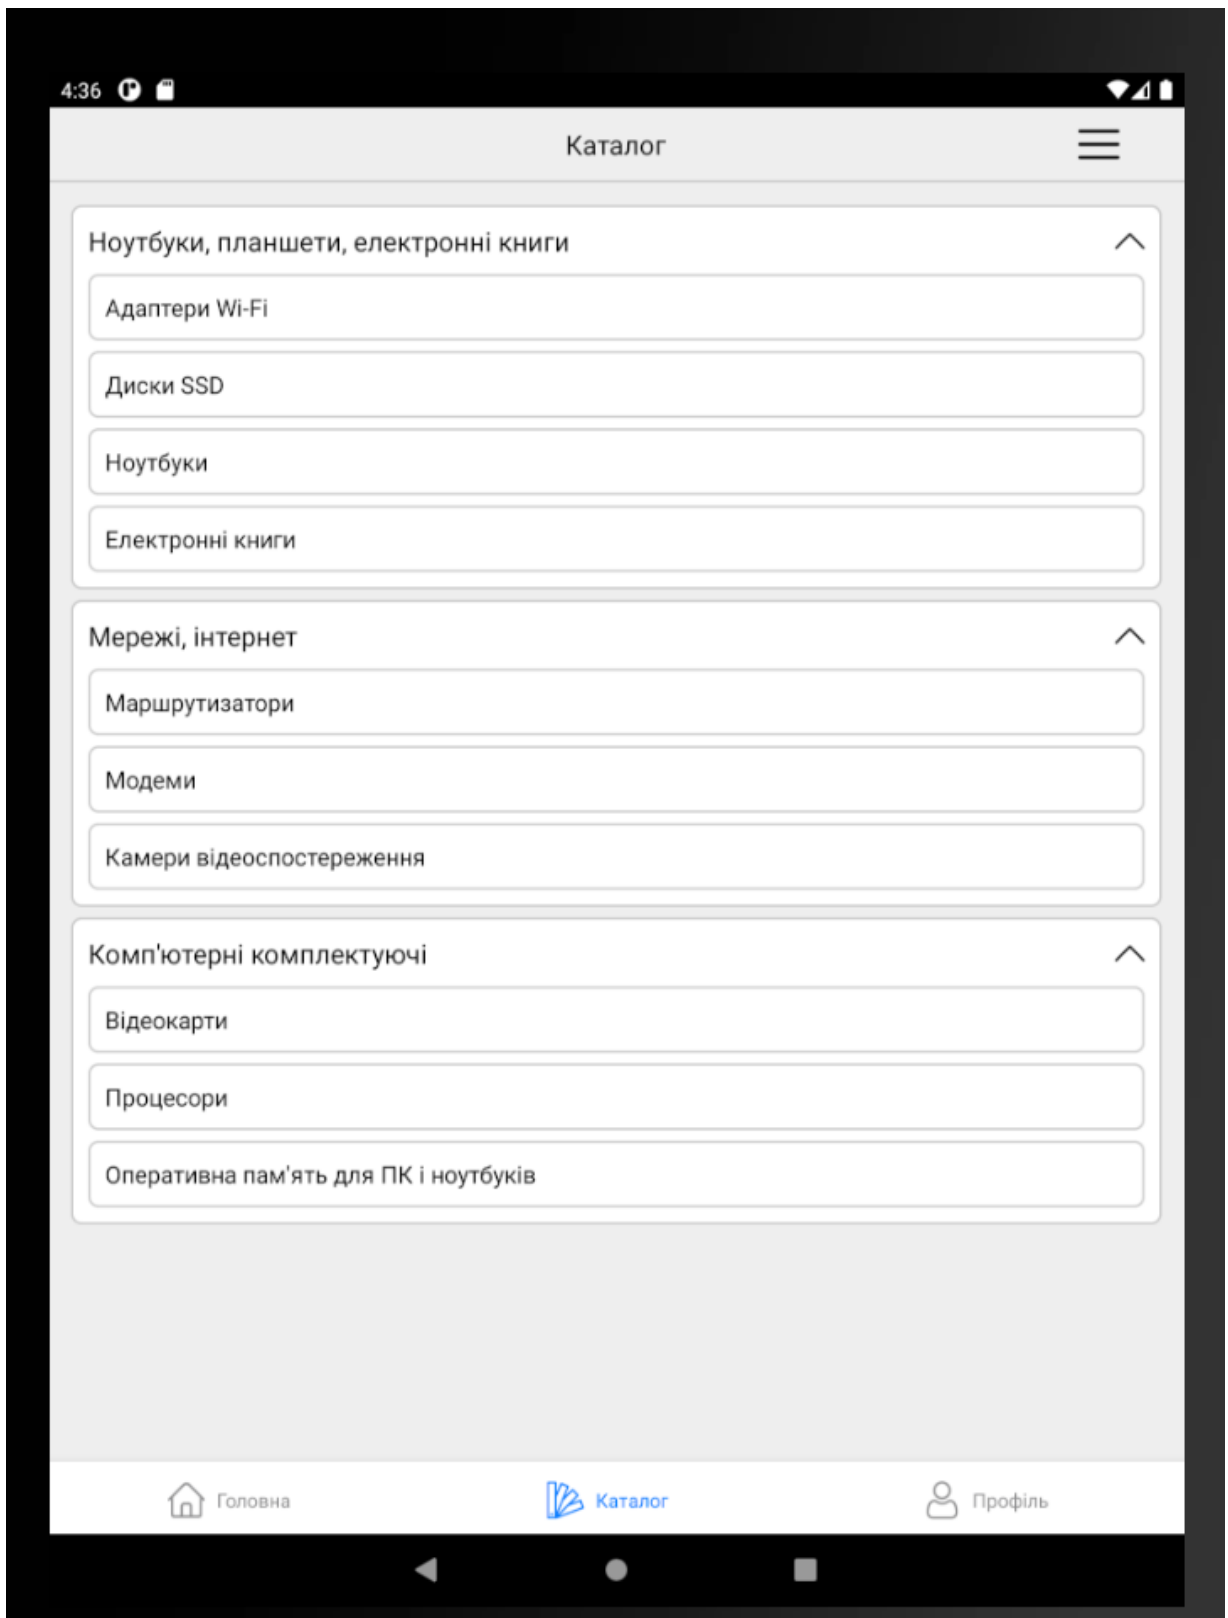 4:36
Каталог
Ноутбуки, планшети, електронні книги
Адаптери Wi-Fi
Диски SSD
Ноутбуки
Електронні книги
Мережі, інтернет
Маршрутизатори
Модеми
Камери відеоспостереження
Комп'ютерні комплектуючі
Відеокарти
Процесори
Оперативна пам'ять для ПК і ноутбуків
Головна Каталог Профіль